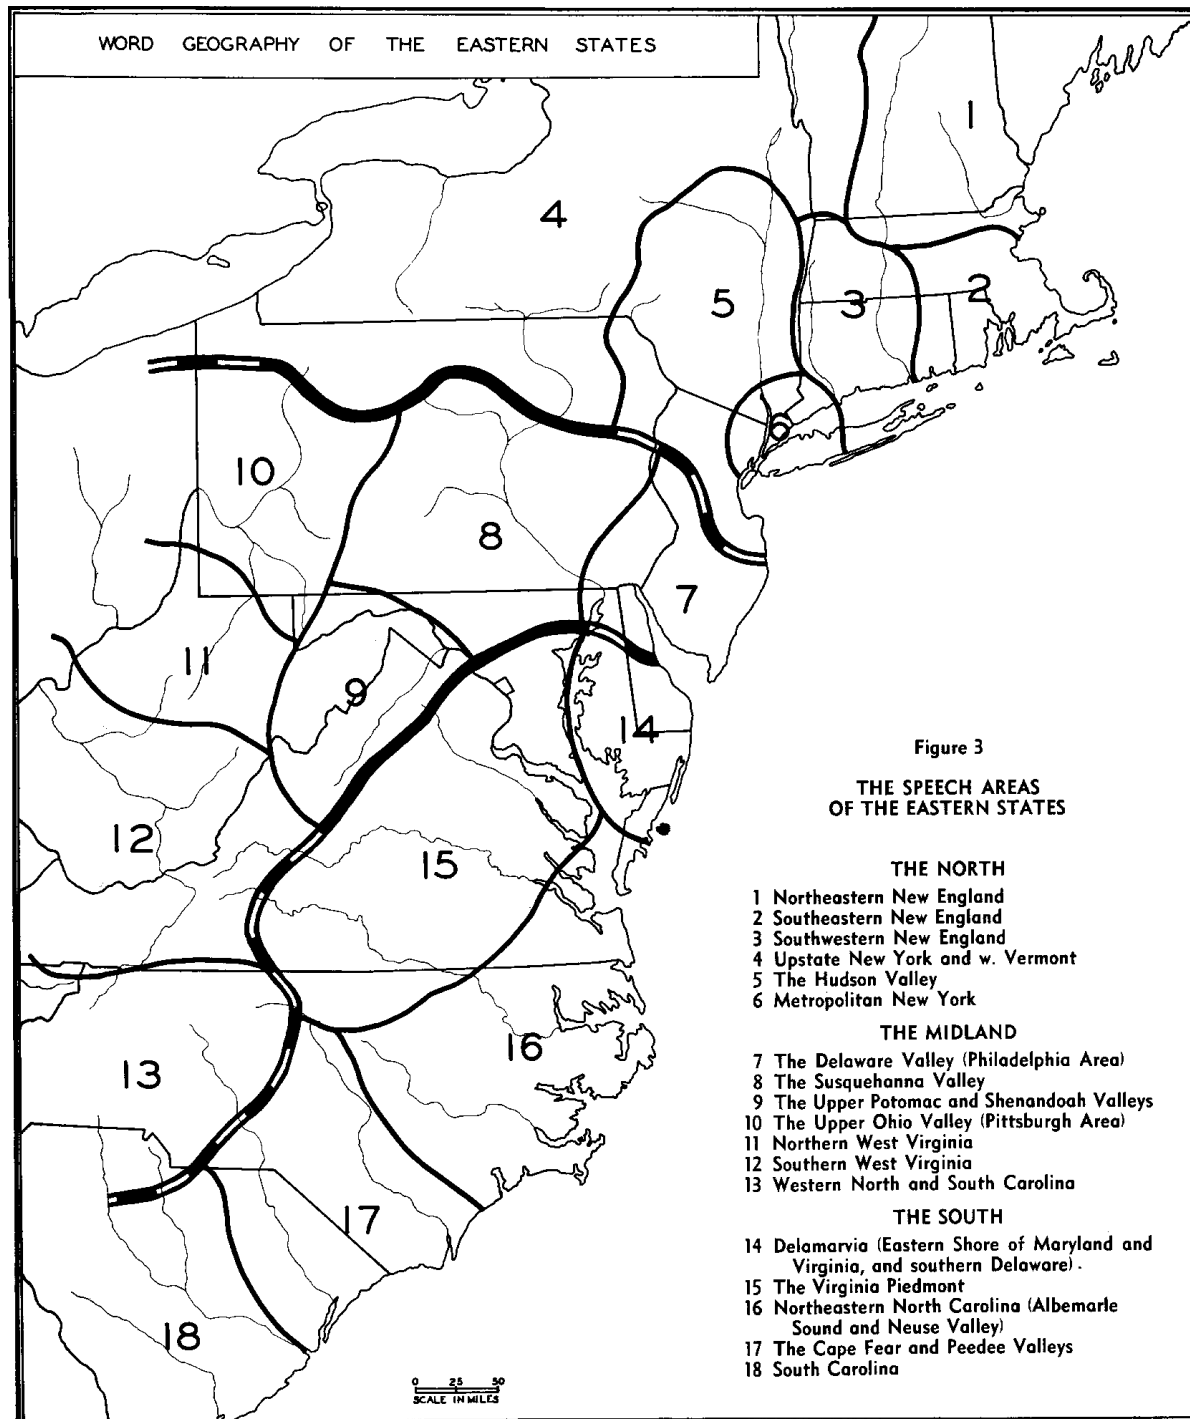 WORD GEOGRAPHY OF THE EASTERN STATES
1
4
5
3
2
6
10
8
7
11
9
14
12
15
16
13
17
18
Figure 3
THE SPEECH AREAS
OF THE EASTERN STATES
THE NORTH
1 Northeastern New England
2 Southeastern New England
3 Southwestern New England
4 Upstate New York and w. Vermont
5 The Hudson Valley
6 Metropolitan New York
THE MIDLAND
7 The Delaware Valley (Philadelphia Area)
8 The Susquehanna Valley
9 The Upper Potomac and Shenandoah Valleys
10 The Upper Ohio Valley (Pittsburgh Area)
11 Northern West Virginia
12 Southern West Virginia
13 Western North and South Carolina
THE SOUTH
14 Delamarvia (Eastern Shore of Maryland and
Virginia, and southern Delaware).
15 The Virginia Piedmont
16 Northeastern North Carolina (Albemarle
Sound and Neuse Valley)
17 The Cape Fear and Peedee Valleys
18 South Carolina
0 25 50
SCALE IN MILES